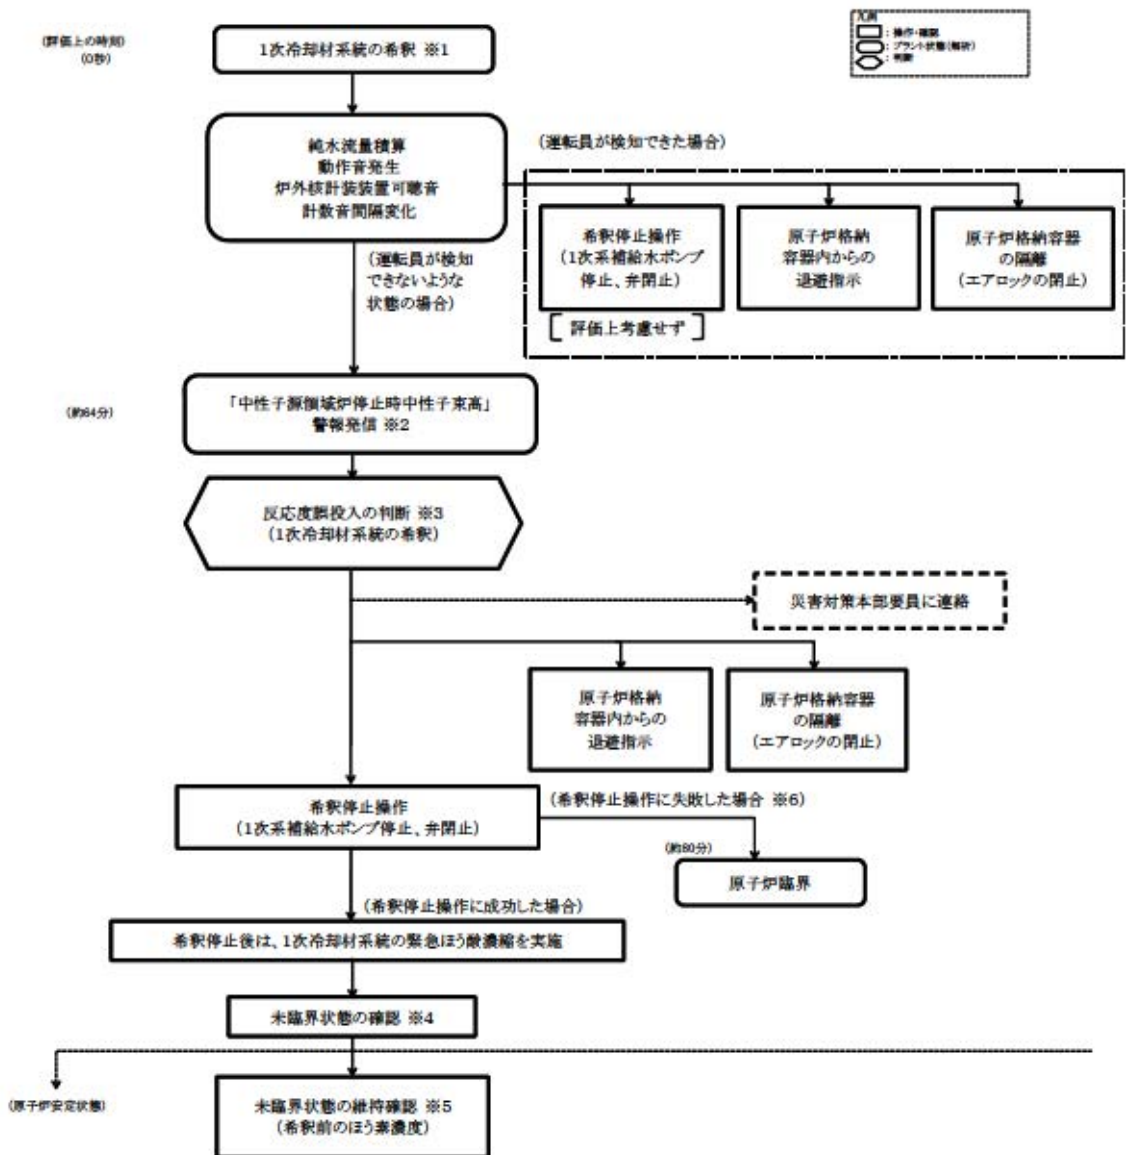 (評価上の時刻)
(0秒)
1次冷却材系統の希釈 ※1
凡例
: 操作・確認
: プラント状態(解析)
: 判断
純水流量積算
動作音発生
炉外核計装装置可聴音
計数音間隔変化
(運転員が検知できた場合)
希釈停止操作
(1次系補給水ポンプ
停止、弁閉止)
[評価上考慮せず]
原子炉格納
容器内からの
退避指示
原子炉格納容器
の隔離
(エアロックの閉止)
(運転員が検知
できないような
状態の場合)
(約64分)
「中性子源領域炉停止時中性子束高」
警報発信 ※2
反応度誤投入の判断 ※3
(1次冷却材系統の希釈)
災害対策本部要員に連絡
原子炉格納
容器内からの
退避指示
原子炉格納容器
の隔離
(エアロックの閉止)
希釈停止操作
(1次系補給水ポンプ停止、弁閉止)
(希釈停止操作に失敗した場合 ※6)
(約80分)
原子炉臨界
(希釈停止操作に成功した場合)
希釈停止後は、1次冷却材系統の緊急ほう酸濃縮を実施
未臨界状態の確認 ※4
(原子炉安定状態)
未臨界状態の維持確認 ※5
(希釈前のほう素濃度)